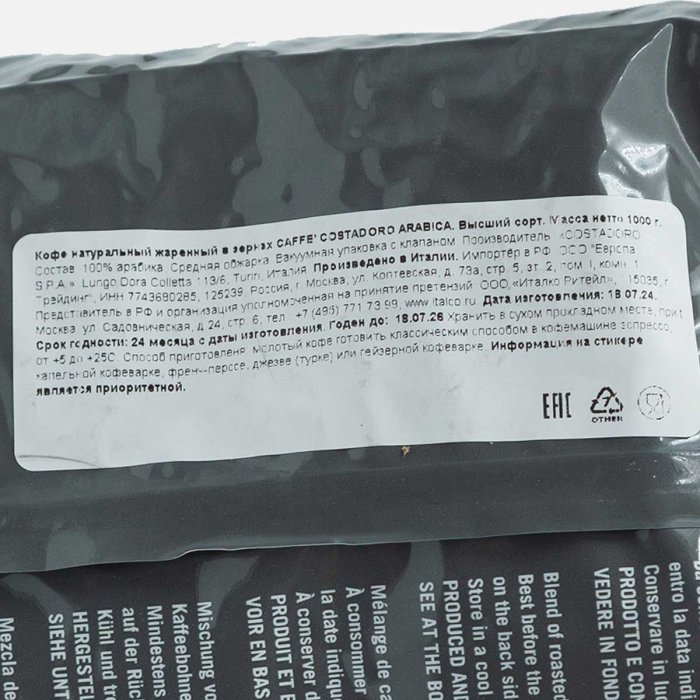 Кофе натуральный жаренный в зернах CAFFE' COSTADORO ARABICA. Высший сорт. Масса нетто 1000 г.
Состав: 100% арабика. Средняя обжарка. Вакуумная упаковка с клапаном. Производитель: «COSTADORO
S.P.A.» Lungo Dora Colletta 113/6, Turin, Италия. Произведено в Италии. Импортёр в РФ: ООО "Европа
Трейдинг", ИНН 7743680285, 125239, Россия, г. Москва, ул. Коптевская, д. 73а, стр. 5, эт. 2, пом. I, комн. 1
Представитель в РФ и организация уполномоченная на принятие претензий: ООО «Италко Ритейл», 115035, г.
Москва, ул. Садовническая, д. 24, стр. 6, тел.: +7 (495) 771 73 99, www.italco.ru Дата изготовления: 18.07.24.
Срок годности: 24 месяца с даты изготовления. Годен до: 18.07.26 Хранить в сухом прохладном месте, при t
от +5 до +25С. Способ приготовления: молотый кофе готовить классическим способом в кофемашине эспрессо,
капельной кофеварке, френч-перссе, джезве (турке) или гейзерной кофеварке. Информация на стикере
является приоритетной.
EAC
7
OTHER
Mezcla de
Mischung v
Kaffeebohne
Mindestens
auf der Rüc
Kühl und tr
HERGESTEL
SIEHE UNT
Mélange de ca
À consommer
la date indiqu
À conserver d
PRODUIT ET E
VOIR EN BAS
Blend of roasted
Best before the
on the back si
Store in a coo
PRODUCED AND
SEE AT THE BO
entro la data i
Conservare in lu
PRODOTTO E CO
VEDERE IN FON